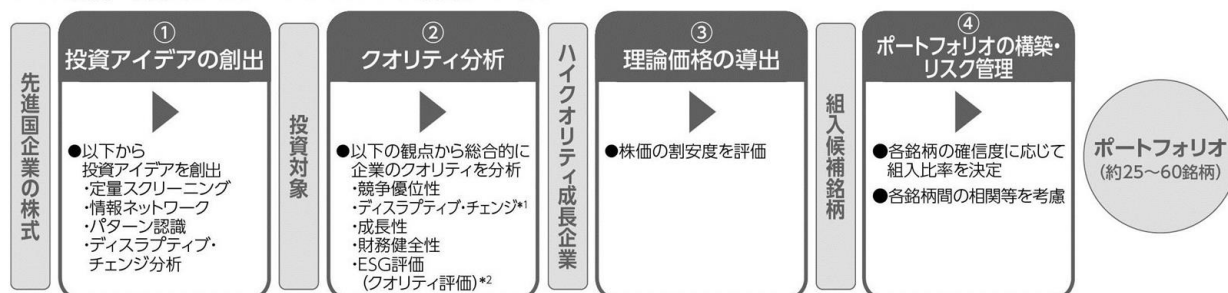 先進国企業の株式
①
投資アイデアの創出
●以下から
投資アイデアを創出
・定量スクリーニング
・情報ネットワーク
・パターン認識
・ディスラプティブ・
チェンジ分析
投資対象
②
クオリティ分析
●以下の観点から総合的に
企業のクオリティを分析
・競争優位性
・ディスラプティブ・チェンジ*1
・成長性
・財務健全性
・ESG評価
(クオリティ評価)*2
ハイクオリティ成長企業
③
理論価格の導出
●株価の割安度を評価
組入候補銘柄
④
ポートフォリオの構築・
リスク管理
●各銘柄の確信度に応じて
組入比率を決定
●各銘柄間の相関等を考慮
ポートフォリオ
(約25～60銘柄)